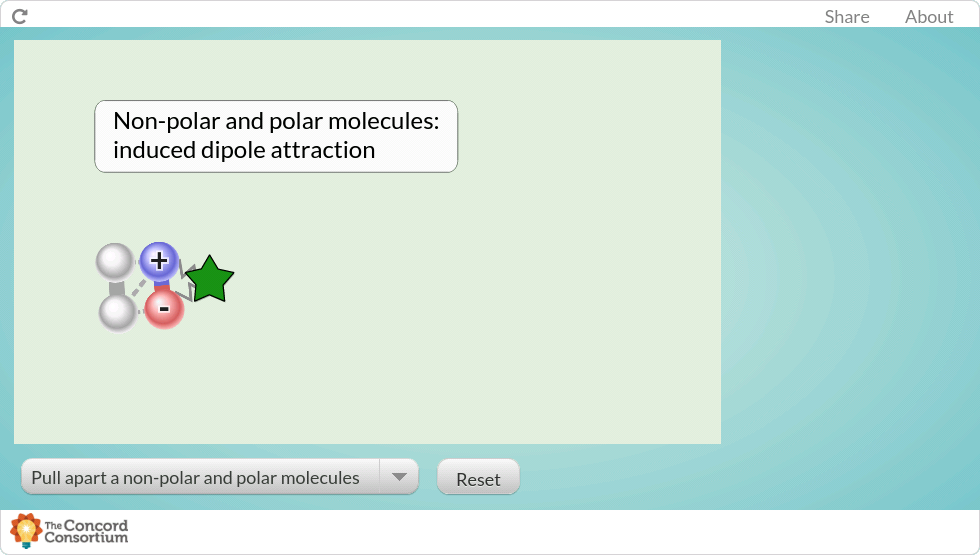 Share About
Non-polar and polar molecules:
induced dipole attraction
+
-
Pull apart a non-polar and polar molecules
Reset
The Concord
Consortium